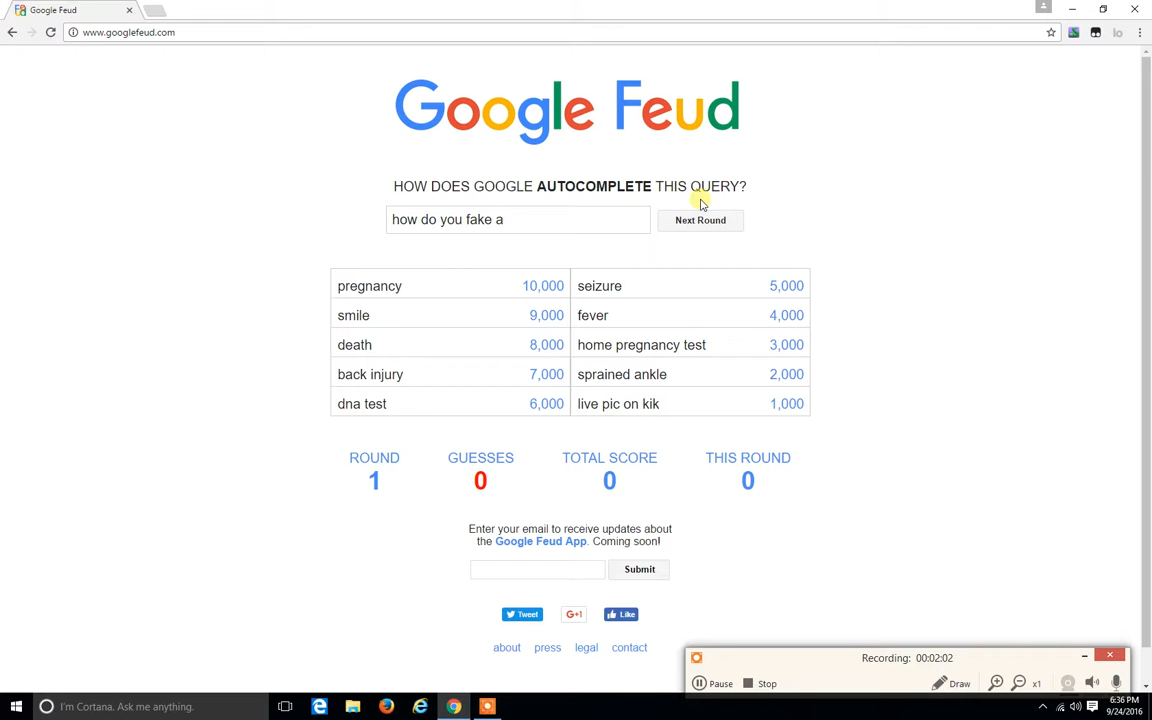 Google Feud
www.googlefeud.com
Google Feud
HOW DOES GOOGLE AUTOCOMPLETE THIS QUERY?
how do you fake a
Next Round
pregnancy 10,000 seizure 5,000
smile 9,000 fever 4,000
death 8,000 home pregnancy test 3,000
back injury 7,000 sprained ankle 2,000
dna test 6,000 live pic on kik 1,000
ROUND GUESSES TOTAL SCORE THIS ROUND
1 0 0 0
Enter your email to receive updates about
the Google Feud App. Coming soon!
Submit
Tweet G+1 Like
about press legal contact
Recording: 00:02:02
Pause Stop Draw x1
I'm Cortana. Ask me anything.
6:36 PM
9/24/2016